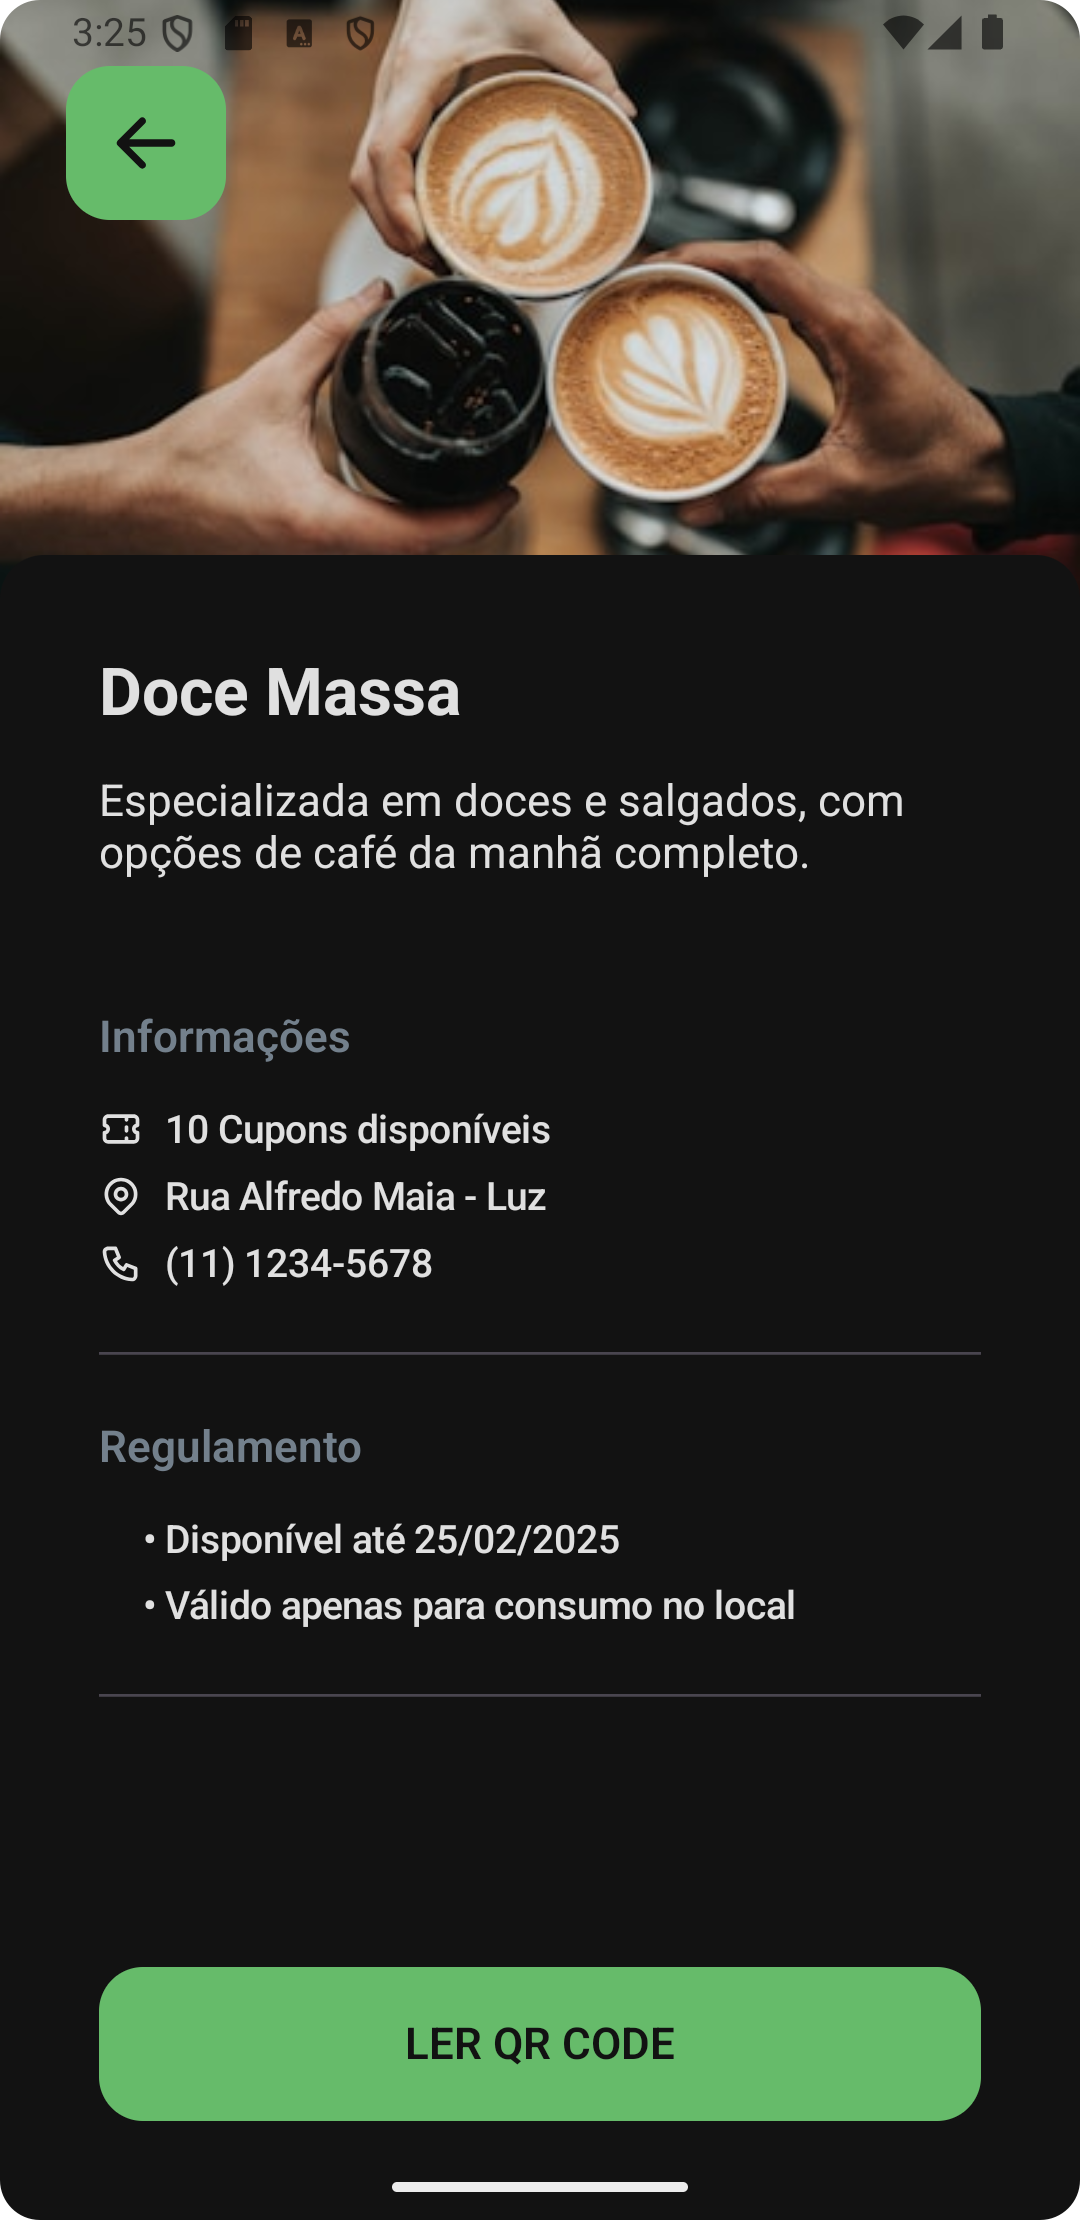 3:25
Doce Massa
Especializada em doces e salgados, com
opções de café da manhã completo.
Informações
10 Cupons disponíveis
Rua Alfredo Maia - Luz
(11) 1234-5678
Regulamento
• Disponível até 25/02/2025
• Válido apenas para consumo no local
LER QR CODE